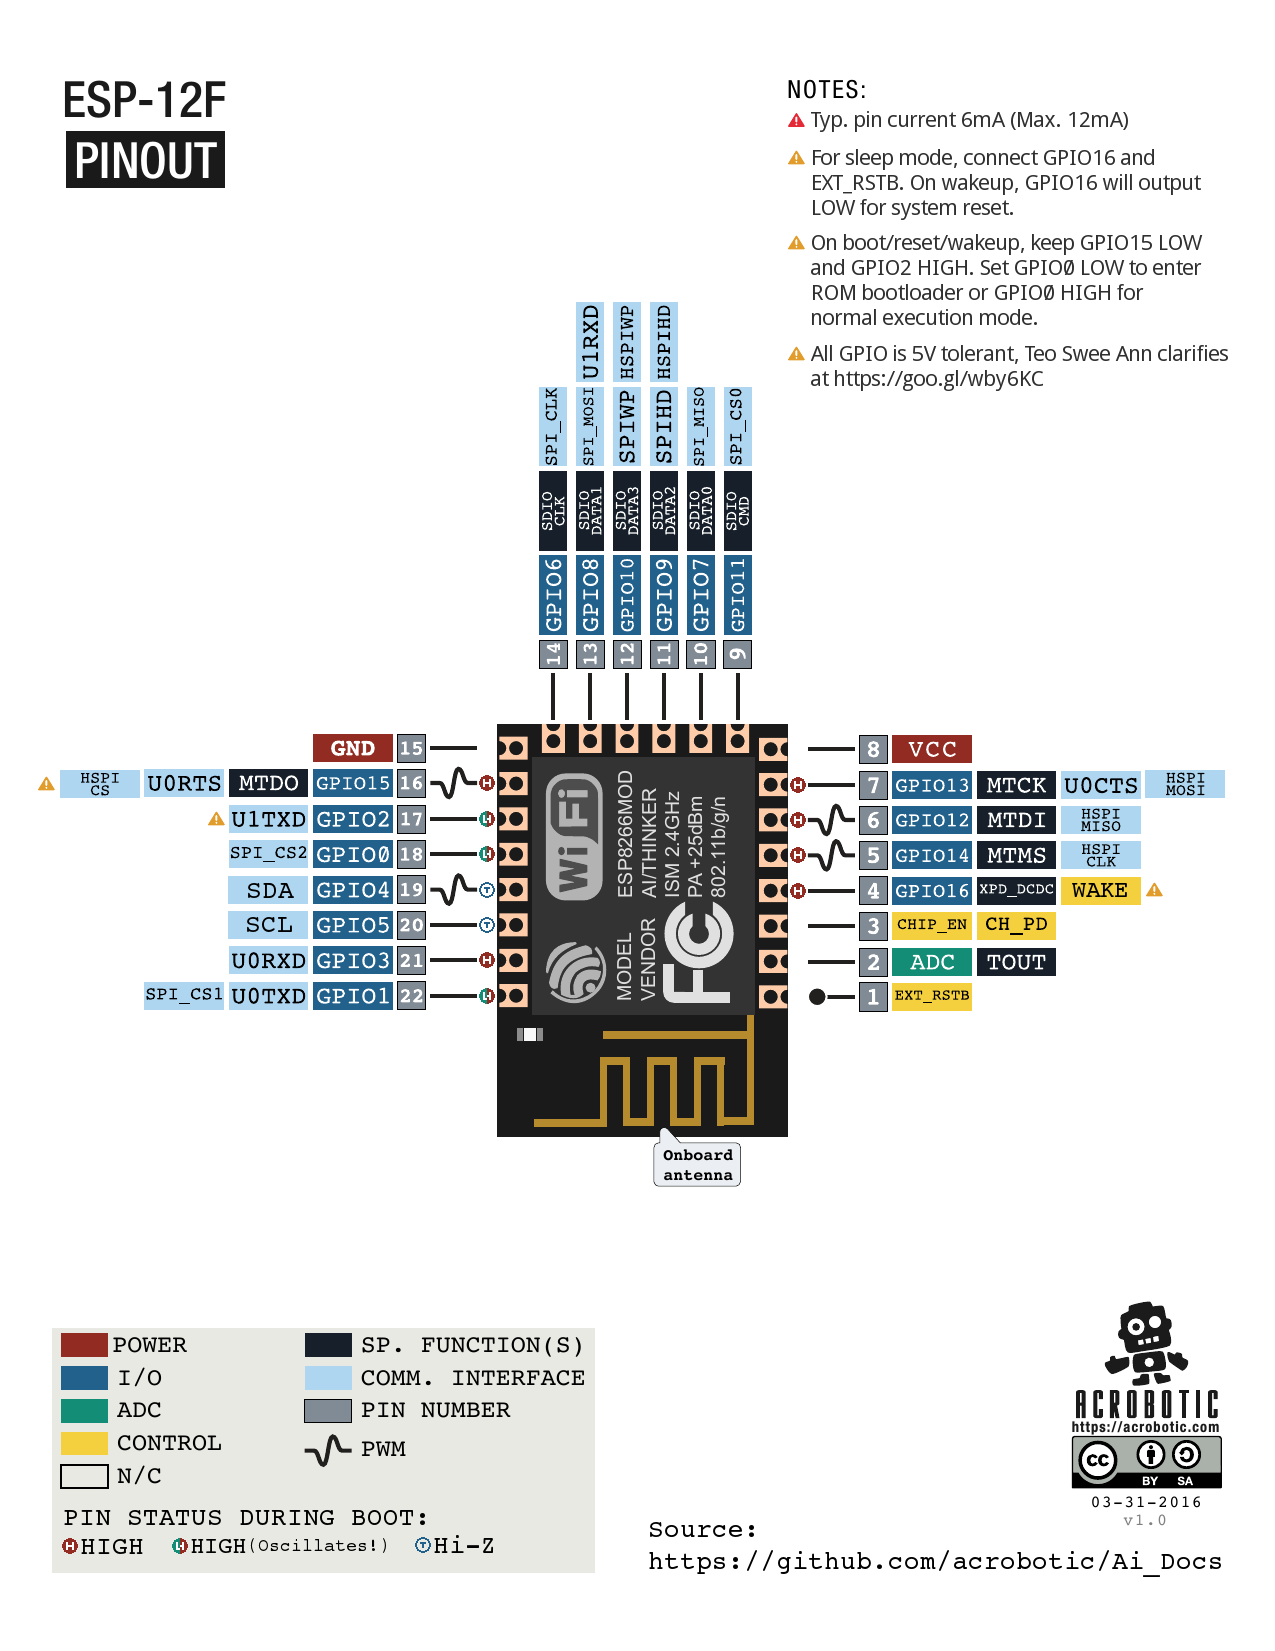 ESP-12F
PINOUT
NOTES:
Typ. pin current 6mA (Max. 12mA)
For sleep mode, connect GPIO16 and
EXT_RSTB. On wakeup, GPIO16 will output
LOW for system reset.
On boot/reset/wakeup, keep GPIO15 LOW
and GPIO2 HIGH. Set GPIO0 LOW to enter
ROM bootloader or GPIO0 HIGH for
normal execution mode.
All GPIO is 5V tolerant, Teo Swee Ann clarifies
at https://goo.gl/wby6KC
14 GPIO6 SDIO CLK SPI_CLK
13 GPIO8 SDIO DATA1 SPI_MOSI U1RXD
12 GPIO10 SDIO DATA3 SPIWP HSPIWP
11 GPIO9 SDIO DATA2 SPIHD HSPIHD
10 GPIO7 SDIO DATA0 SPI_MISO
9 GPIO11 SDIO CMD SPI_CS0
GND 15
HSPI CS U0RTS MTDO GPIO15 16 H
U1TXD GPIO2 17
SPI_CS2 GPIO0 18
SDA GPIO4 19 T
SCL GPIO5 20 T
U0RXD GPIO3 21 H
SPI_CS1 U0TXD GPIO1 22
WiFi
ESP8266MOD
AI/THINKER
ISM 2.4GHz
PA +25dBm
802.11b/g/n
MODEL
VENDOR
FC
8 VCC
H 7 GPIO13 MTCK U0CTS HSPI MOSI
H 6 GPIO12 MTDI HSPI MISO
H 5 GPIO14 MTMS HSPI CLK
H 4 GPIO16 XPD_DCDC WAKE
3 CHIP_EN CH_PD
2 ADC TOUT
1 EXT_RSTB
Onboard
antenna
POWER
I/O
ADC
CONTROL
N/C
SP. FUNCTION(S)
COMM. INTERFACE
PIN NUMBER
PWM
PIN STATUS DURING BOOT:
H HIGH HIGH(Oscillates!) T Hi-Z
ACROBOTIC
https://acrobotic.com
cc BY SA
03-31-2016
v1.0
Source:
https://github.com/acrobotic/Ai_Docs